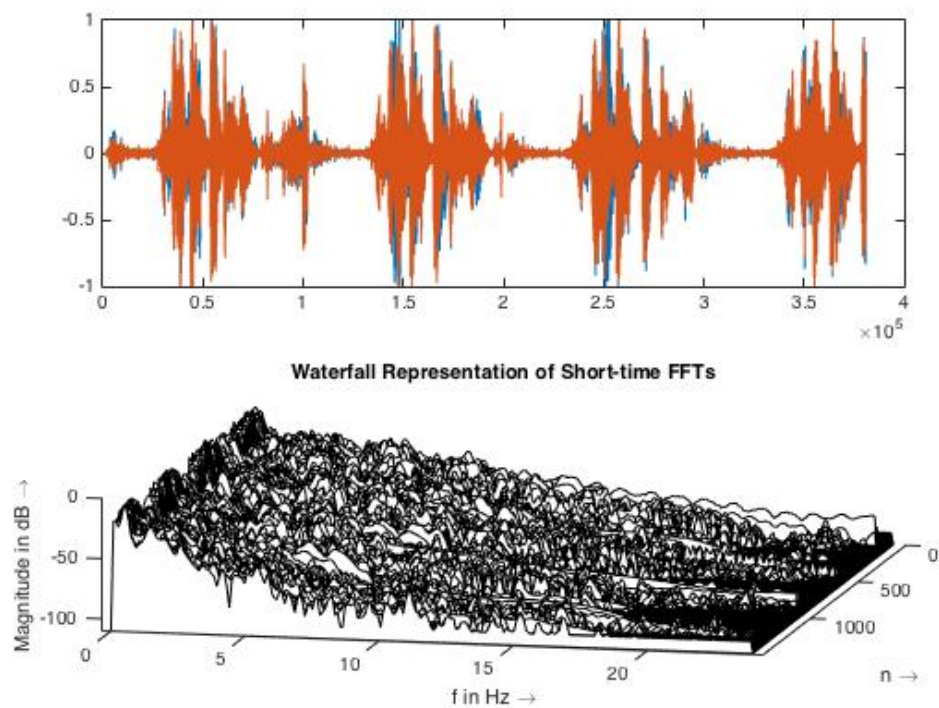 1
0.5
0
-0.5
-1
0 0.5 1 1.5 2 2.5 3 3.5 4
×10^5
Waterfall Representation of Short-time FFTs
Magnitude in dB →
0
-50
-100
0 5 10 15 20
f in Hz →
0
500
1000
n →